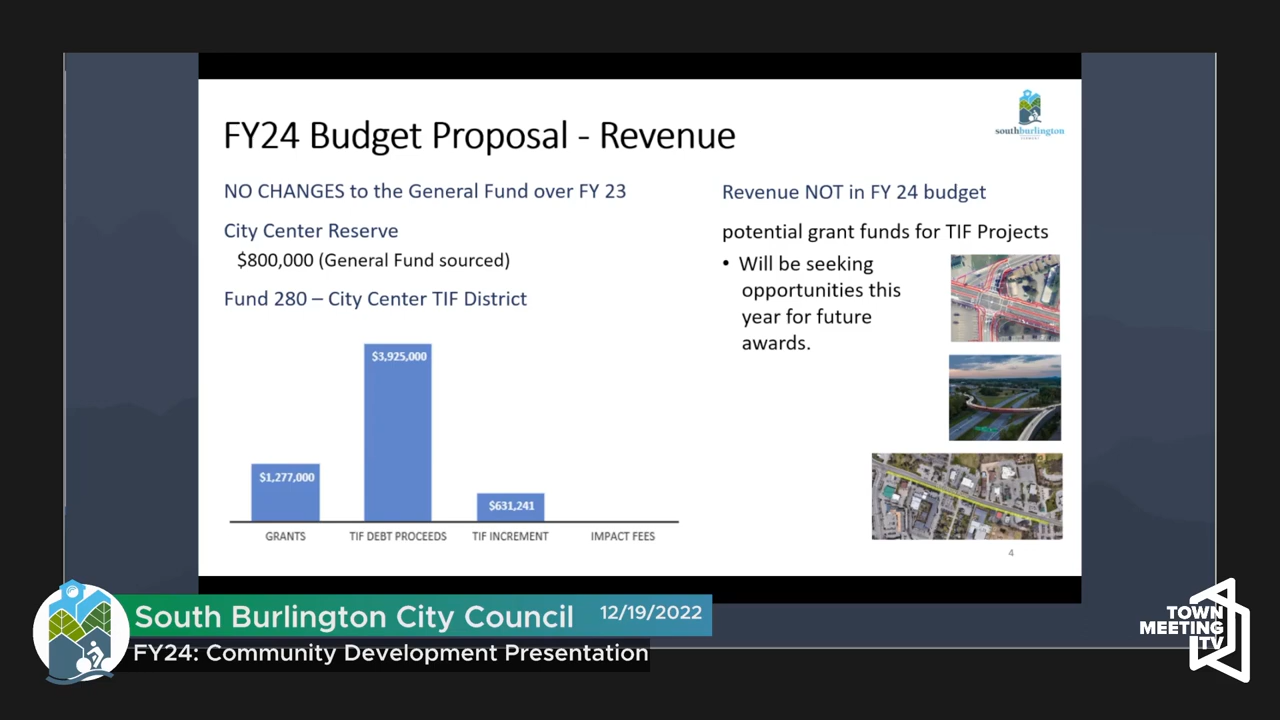 FY24 Budget Proposal - Revenue
southburlington
NO CHANGES to the General Fund over FY 23
City Center Reserve
$800,000 (General Fund sourced)
Fund 280 – City Center TIF District
$1,277,000
$3,925,000
$631,241
GRANTS
TIF DEBT PROCEEDS
TIF INCREMENT
IMPACT FEES
Revenue NOT in FY 24 budget
potential grant funds for TIF Projects
• Will be seeking
opportunities this
year for future
awards.
4
South Burlington City Council
12/19/2022
FY24: Community Development Presentation
TOWN
MEETING
TV